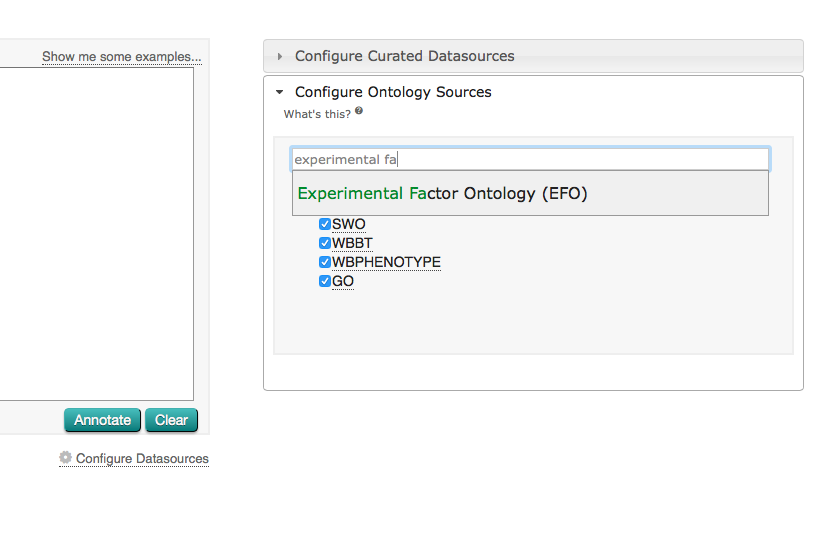 Show me some examples...
Annotate Clear
Configure Datasources
Configure Curated Datasources
Configure Ontology Sources
What's this? ?
experimental fa
Experimental Factor Ontology (EFO)
SWO
WBBT
WBPHENOTYPE
GO